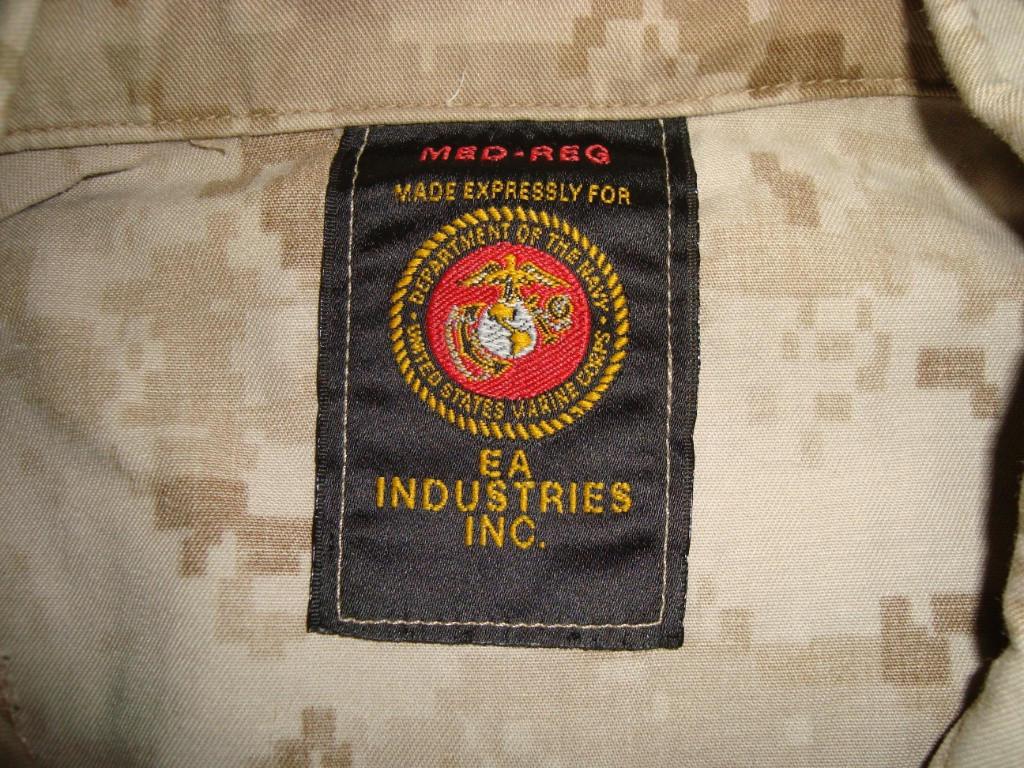 MED-REG
MADE EXPRESSLY FOR
DEPARTMENT OF THE NAVY
UNITED STATES MARINE CORPS
EA
INDUSTRIES
INC.